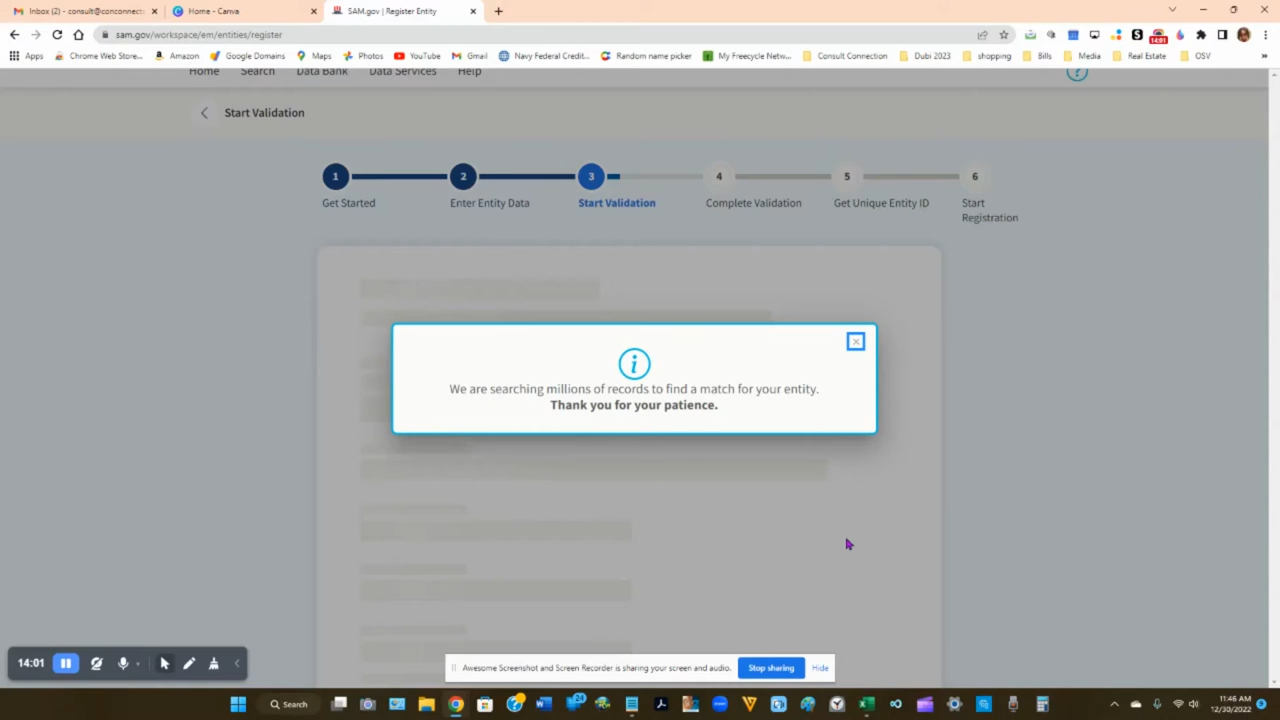 Inbox (2) - consult@conconnect:
Home - Canva
SAM.gov | Register Entity
sam.gov/workspace/em/entities/register
14:01
Apps
Chrome Web Store...
Amazon
Google Domains
Maps
Photos
YouTube
Gmail
Navy Federal Credit...
Random name picker
My Freecycle Netw...
Consult Connection
Dubi 2023
shopping
Bills
Media
Real Estate
OSV
Home
Search
Data Bank
Data Services
Help
Start Validation
1
2
3
4
5
6
Get Started
Enter Entity Data
Start Validation
Complete Validation
Get Unique Entity ID
Start
Registration
We are searching millions of records to find a match for your entity.
Thank you for your patience.
14:01
Awesome Screenshot and Screen Recorder is sharing your screen and audio.
Stop sharing
Hide
Search
24
11:46 AM
12/30/2022